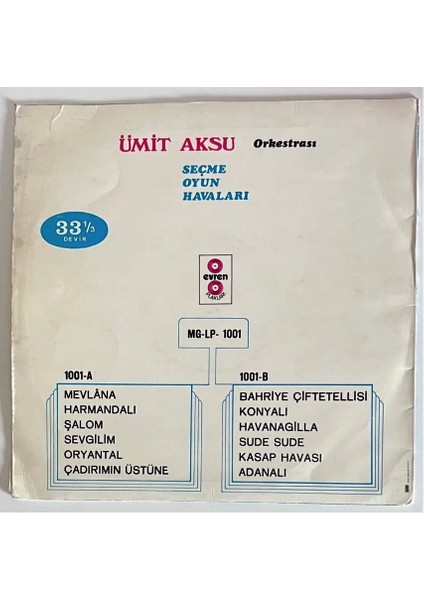 ÜMİT AKSU Orkestrası
SEÇME
OYUN
HAVALARI
33 1/3
DEVİR
evren
PLAKLARI
MG-LP- 1001
1001-A
MEVLÂNA
HARMANDALI
ŞALOM
SEVGİLİM
ORYANTAL
ÇADIRIMIN ÜSTÜNE
1001-B
BAHRİYE ÇİFTETELLİSİ
KONYALI
HAVANAGİLLA
SUDE SUDE
KASAP HAVASI
ADANALI